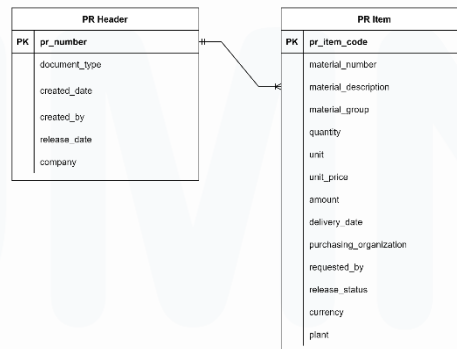 PR Header
PK pr_number
document_type
created_date
created_by
release_date
company
PR Item
PK pr_item_code
material_number
material_description
material_group
quantity
unit
unit_price
amount
delivery_date
purchasing_organization
requested_by
release_status
currency
plant